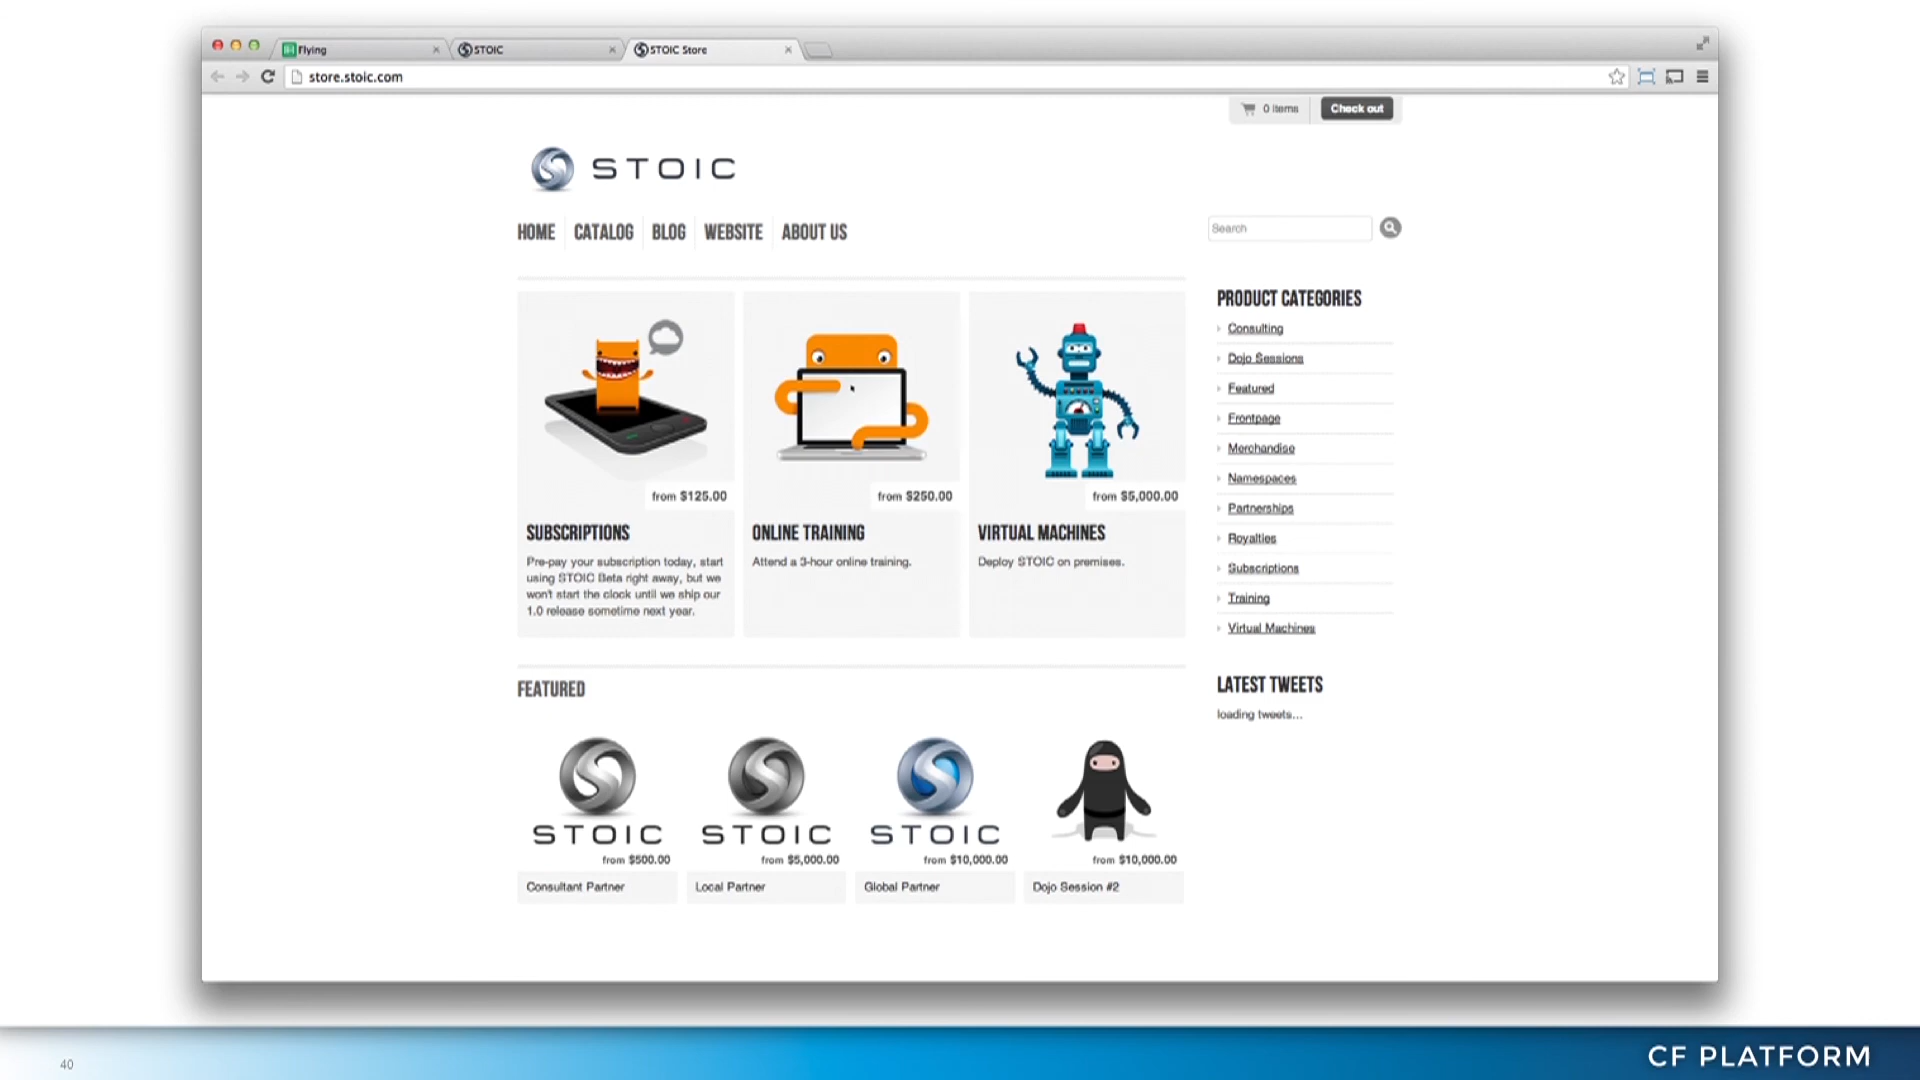 Flying
STOIC
STOIC Store
store.stoic.com
0 items
Check out
STOIC
HOME
CATALOG
BLOG
WEBSITE
ABOUT US
Search
from $125.00
SUBSCRIPTIONS
Pre-pay your subscription today, start
using STOIC Beta right away, but we
won't start the clock until we ship our
1.0 release sometime next year.
from $250.00
ONLINE TRAINING
Attend a 3-hour online training.
from $5,000.00
VIRTUAL MACHINES
Deploy STOIC on premises.
PRODUCT CATEGORIES
Consulting
Dojo Sessions
Featured
Frontpage
Merchandise
Namespaces
Partnerships
Royalties
Subscriptions
Training
Virtual Machines
LATEST TWEETS
loading tweets...
FEATURED
STOIC
from $500.00
Consultant Partner
STOIC
from $5,000.00
Local Partner
STOIC
from $10,000.00
Global Partner
from $10,000.00
Dojo Session #2
40
CF PLATFORM